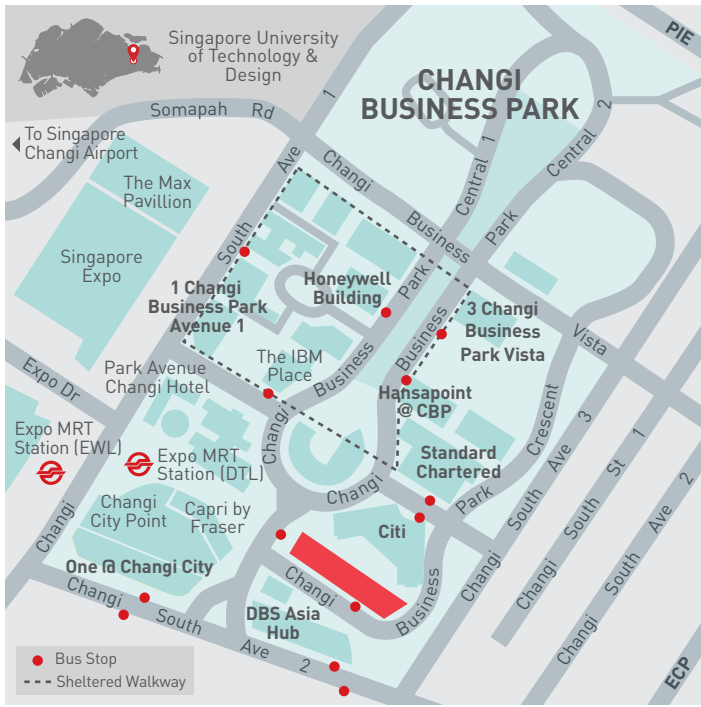 Singapore University
of Technology &
Design
PIE
CHANGI
BUSINESS PARK
Somapah Rd
To Singapore
Changi Airport
The Max
Pavillion
Singapore
Expo
Changi South Ave 1
Changi Business Park Central 1
Changi Business Park Central 2
Changi Business Park Vista
1 Changi
Business Park
Avenue 1
Honeywell
Building
3 Changi
Business
Park Vista
The IBM
Place
Park Avenue
Changi Hotel
Hansapoint
@ CBP
Expo Dr
Expo MRT
Station (EWL)
Expo MRT
Station (DTL)
Standard
Chartered
Changi
City Point
Capri by
Fraser
Citi
One @ Changi City
DBS Asia
Hub
Changi Business Park Crescent
Changi South Ave 3
Changi South St 1
Changi South Ave 2
Changi South Ave 2
ECP
Bus Stop
Sheltered Walkway